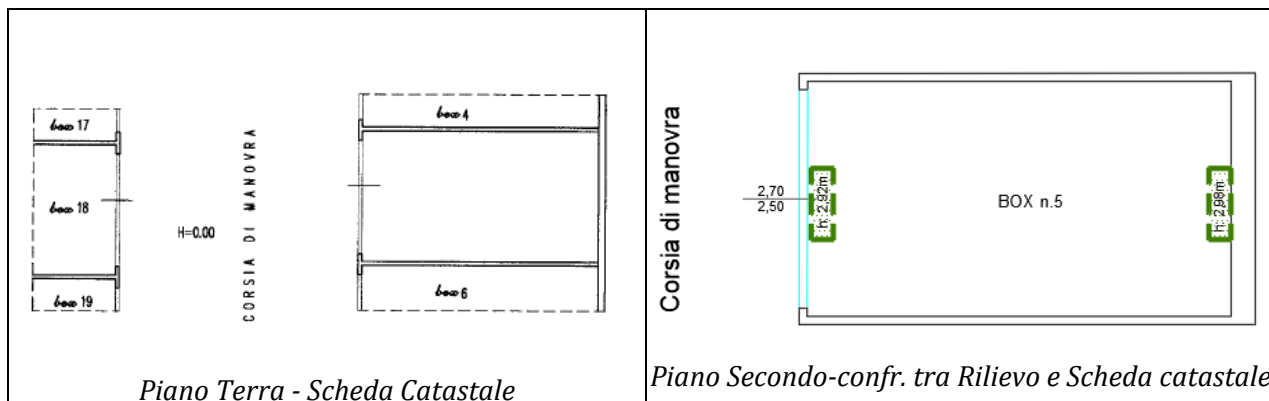 box 17
box 18
box 19
H=0.00
CORSIA DI MANOVRA
box 4
box 6
Piano Terra - Scheda Catastale
Corsia di manovra
2,70
2,50
h: 2,92m
BOX n.5
h: 2,98m
Piano Secondo-confr. tra Rilievo e Scheda catastale